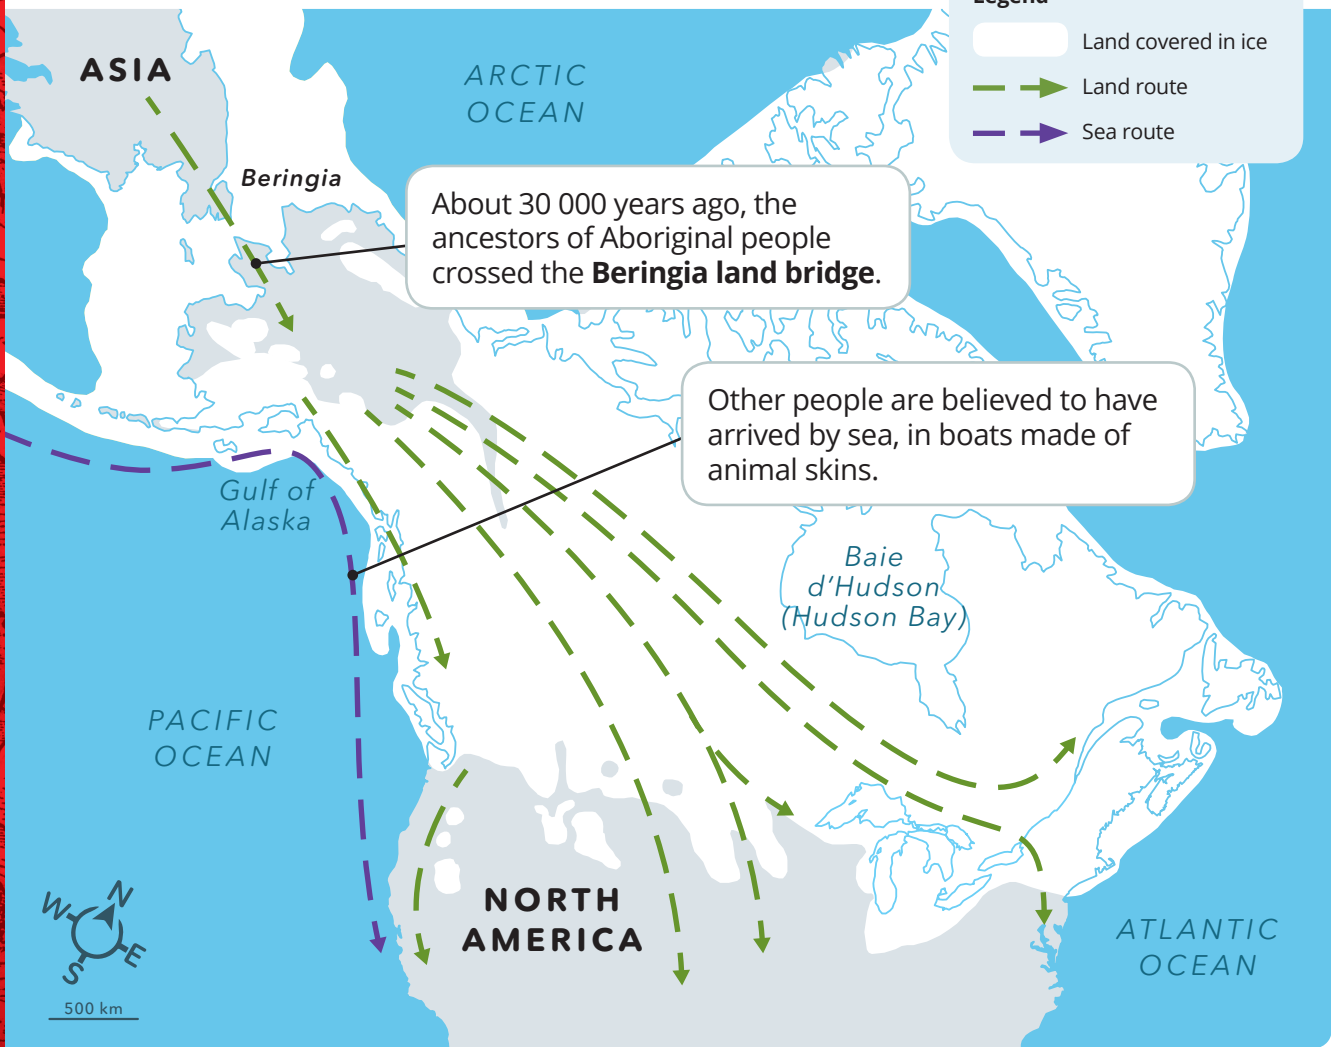 Legend
Land covered in ice
Land route
Sea route
ASIA
ARCTIC
OCEAN
Beringia
About 30 000 years ago, the
ancestors of Aboriginal people
crossed the Beringia land bridge.
Other people are believed to have
arrived by sea, in boats made of
animal skins.
Gulf of
Alaska
Baie
d'Hudson
(Hudson Bay)
PACIFIC
OCEAN
NORTH
AMERICA
ATLANTIC
OCEAN
N
W
E
S
500 km